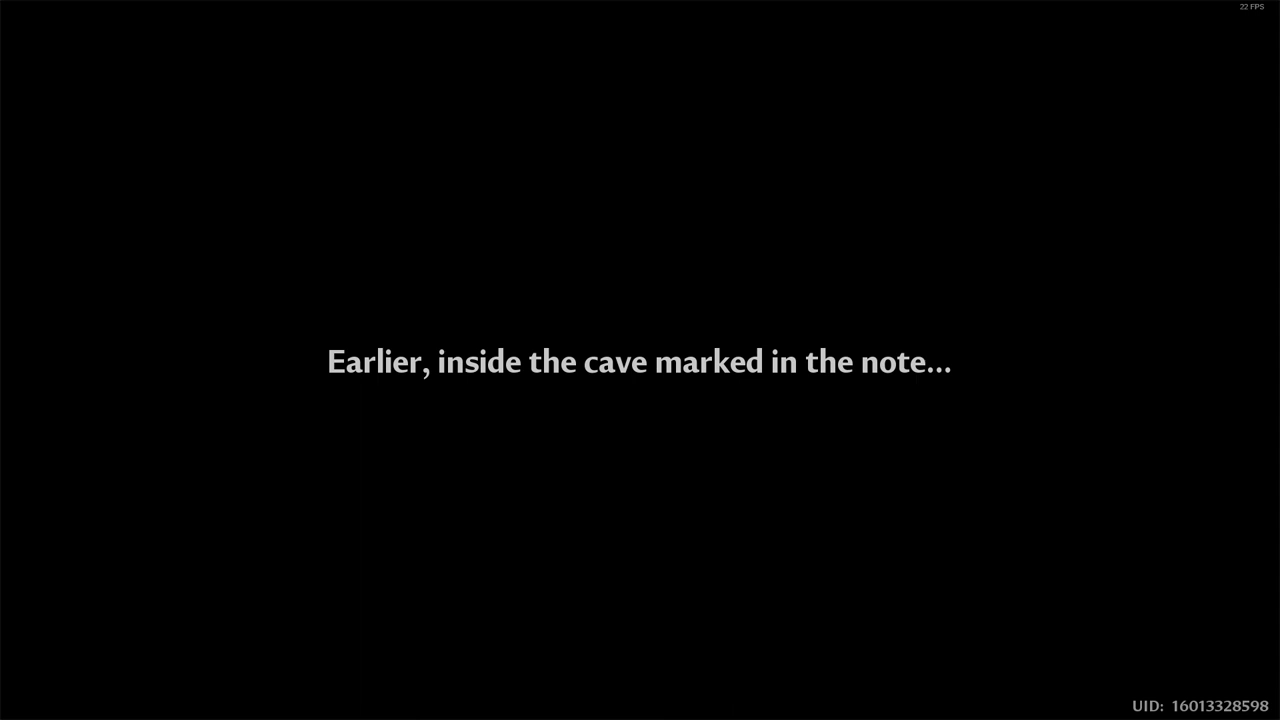 22 FPS
Earlier, inside the cave marked in the note...
UID: 16013328598